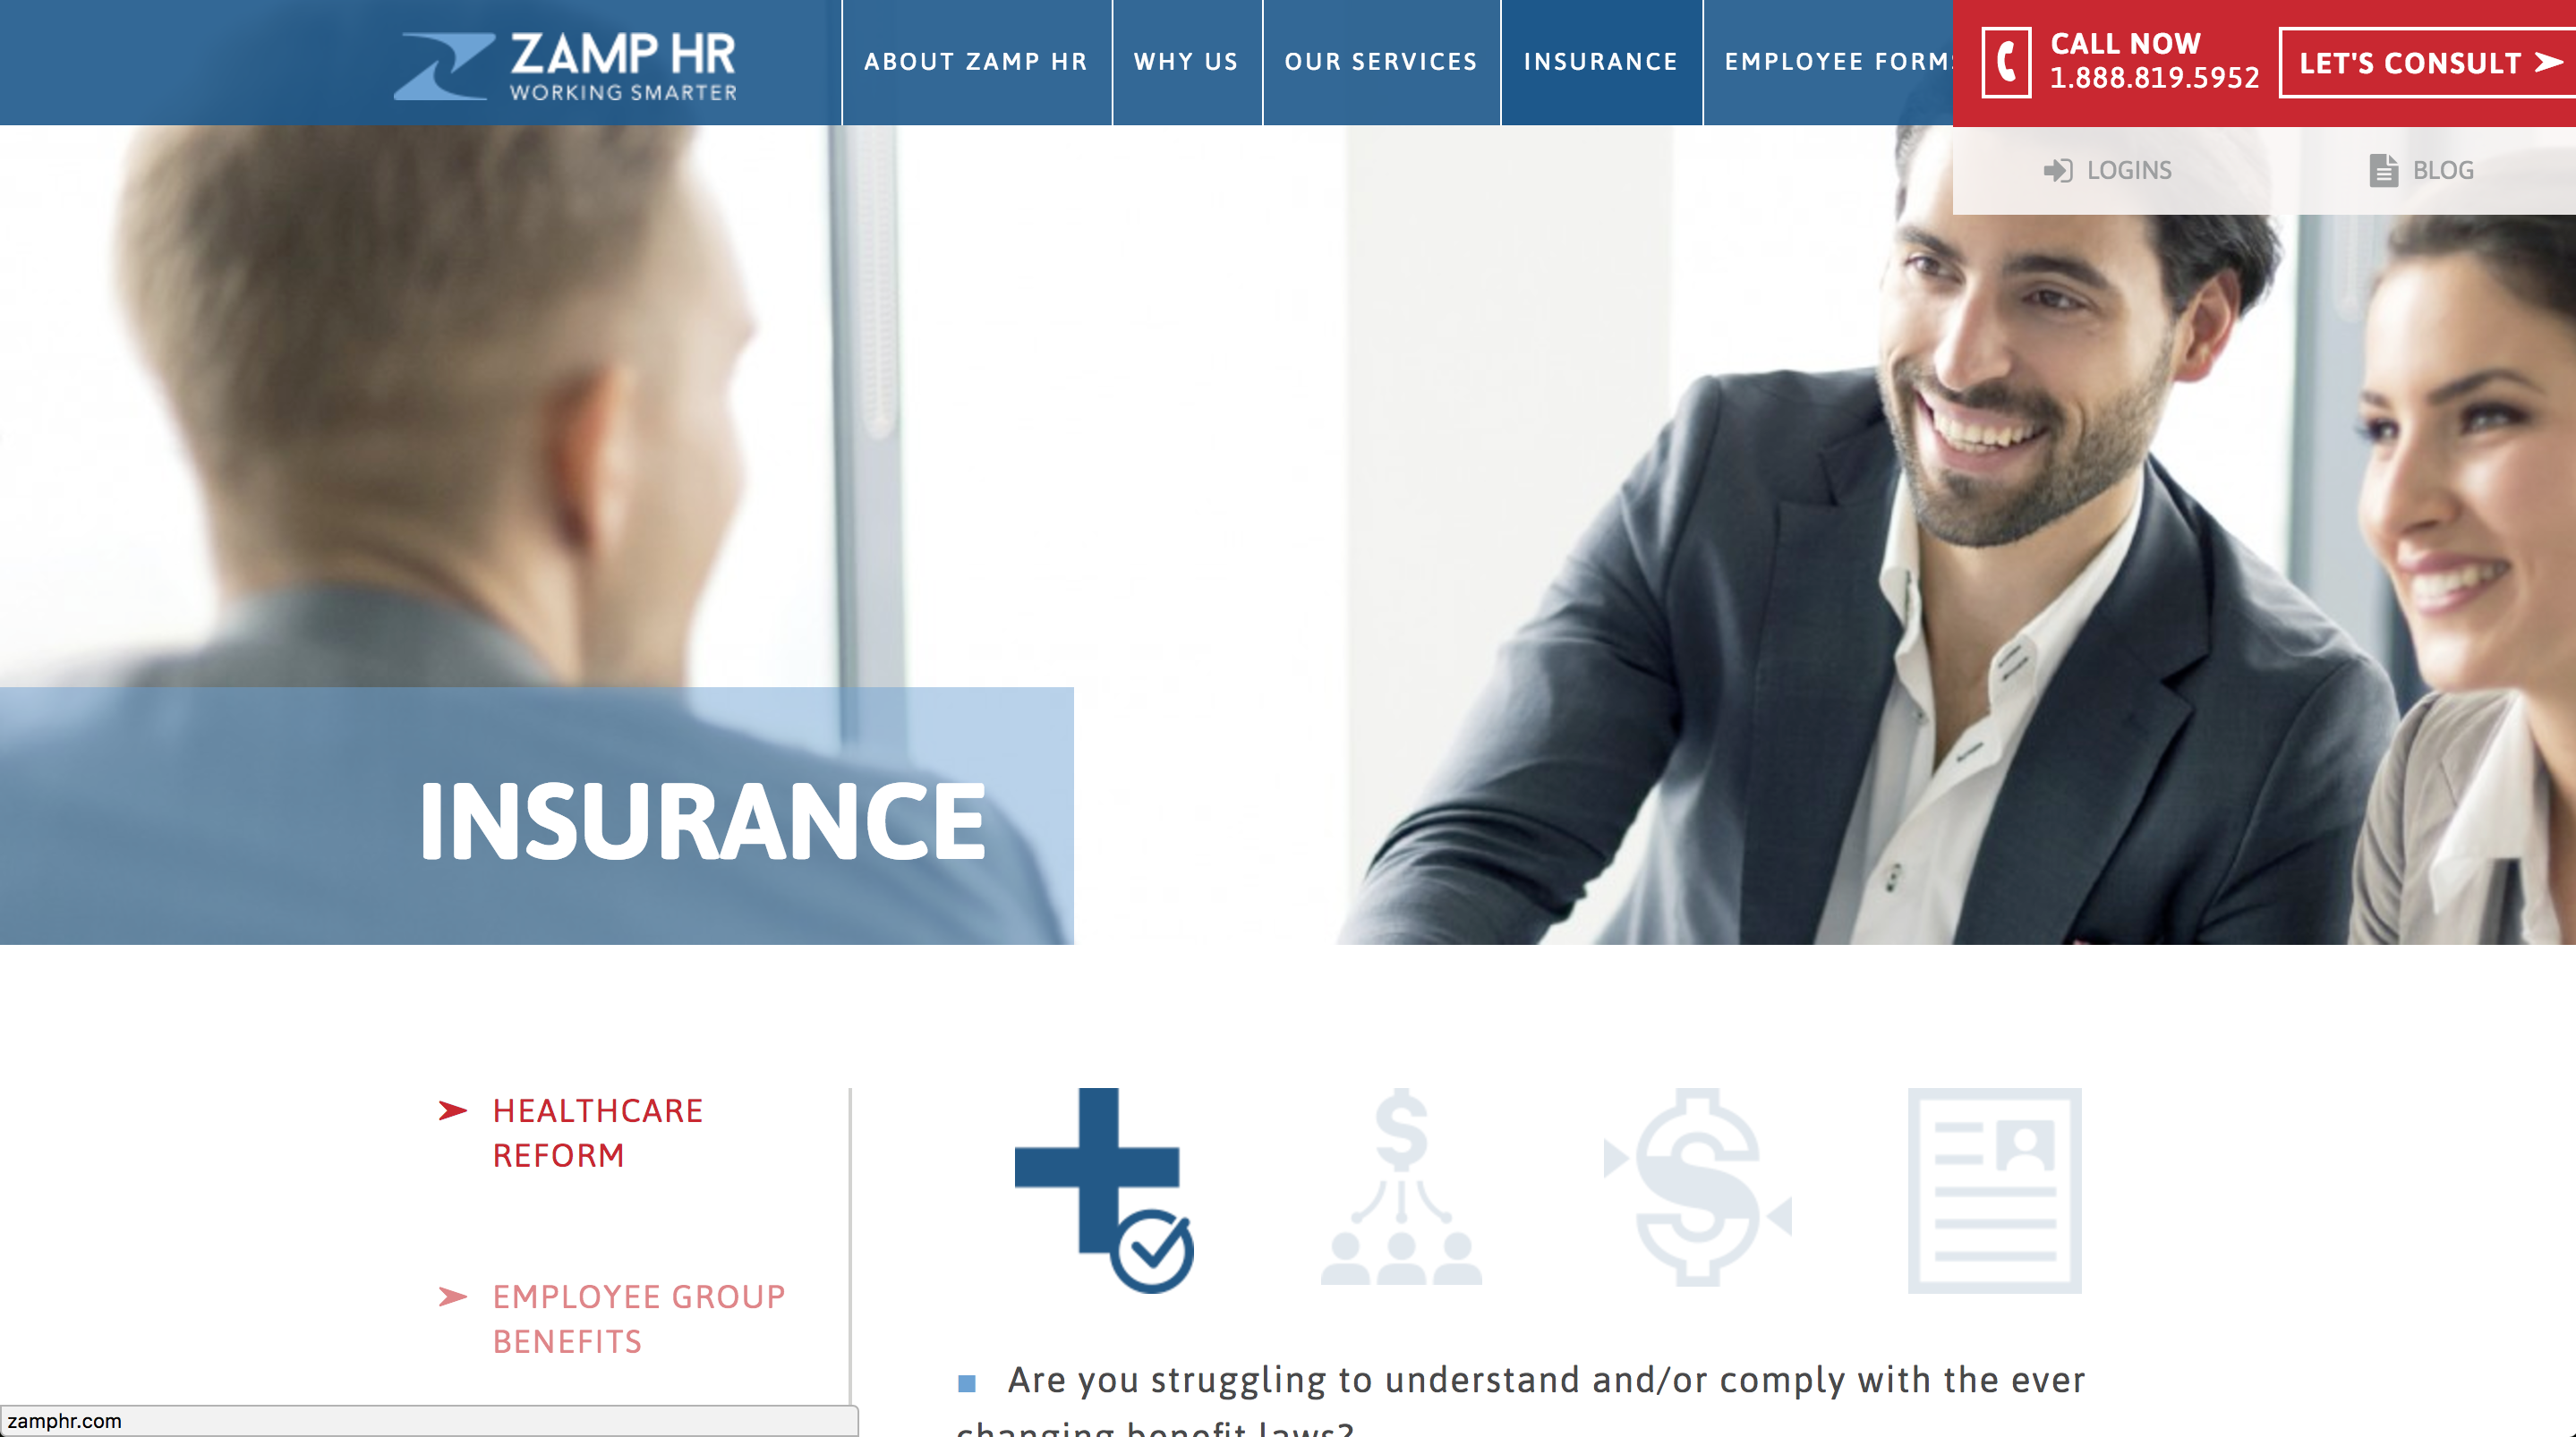 ZAMP HR
WORKING SMARTER
ABOUT ZAMP HR
WHY US
OUR SERVICES
INSURANCE
EMPLOYEE FORMS
CALL NOW
1.888.819.5952
LET'S CONSULT
LOGINS
BLOG
INSURANCE
HEALTHCARE
REFORM
EMPLOYEE GROUP
BENEFITS
Are you struggling to understand and/or comply with the ever
changing benefit laws?
zamphr.com